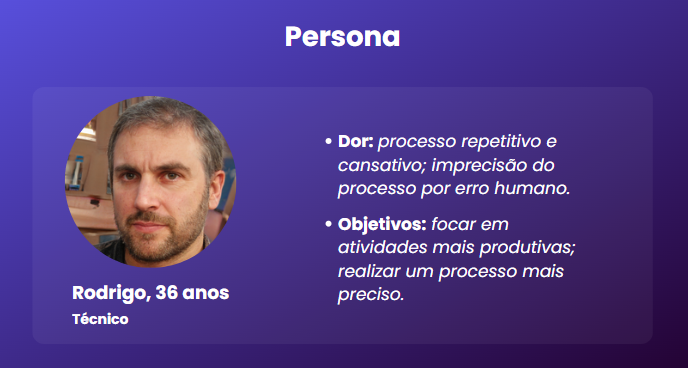 Persona
Rodrigo, 36 anos
Técnico
• Dor: processo repetitivo e
cansativo; imprecisão do
processo por erro humano.
• Objetivos: focar em
atividades mais produtivas;
realizar um processo mais
preciso.